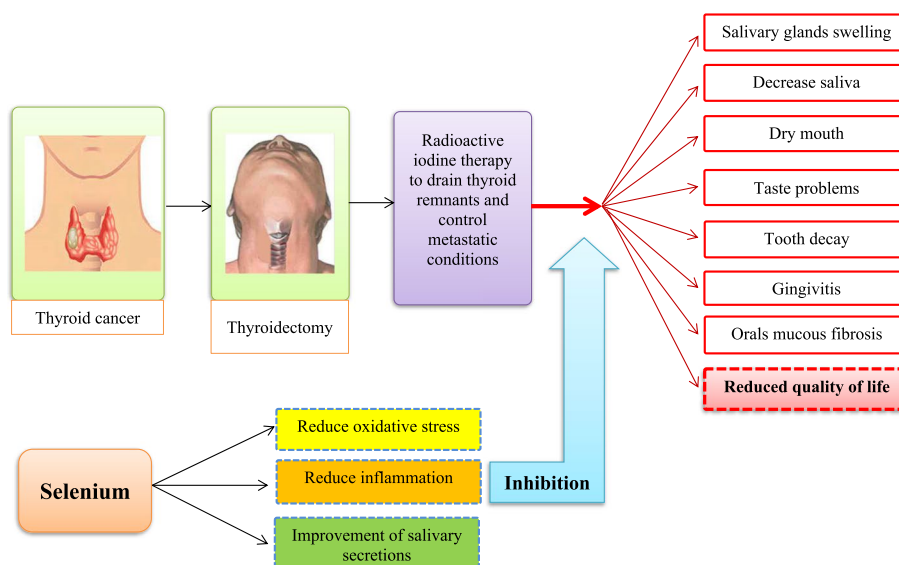 Thyroid cancer
Thyroidectomy
Radioactive
iodine therapy
to drain thyroid
remnants and
control
metastatic
conditions
Salivary glands swelling
Decrease saliva
Dry mouth
Taste problems
Tooth decay
Gingivitis
Orals mucous fibrosis
Reduced quality of life
Selenium
Reduce oxidative stress
Reduce inflammation
Improvement of salivary
secretions
Inhibition